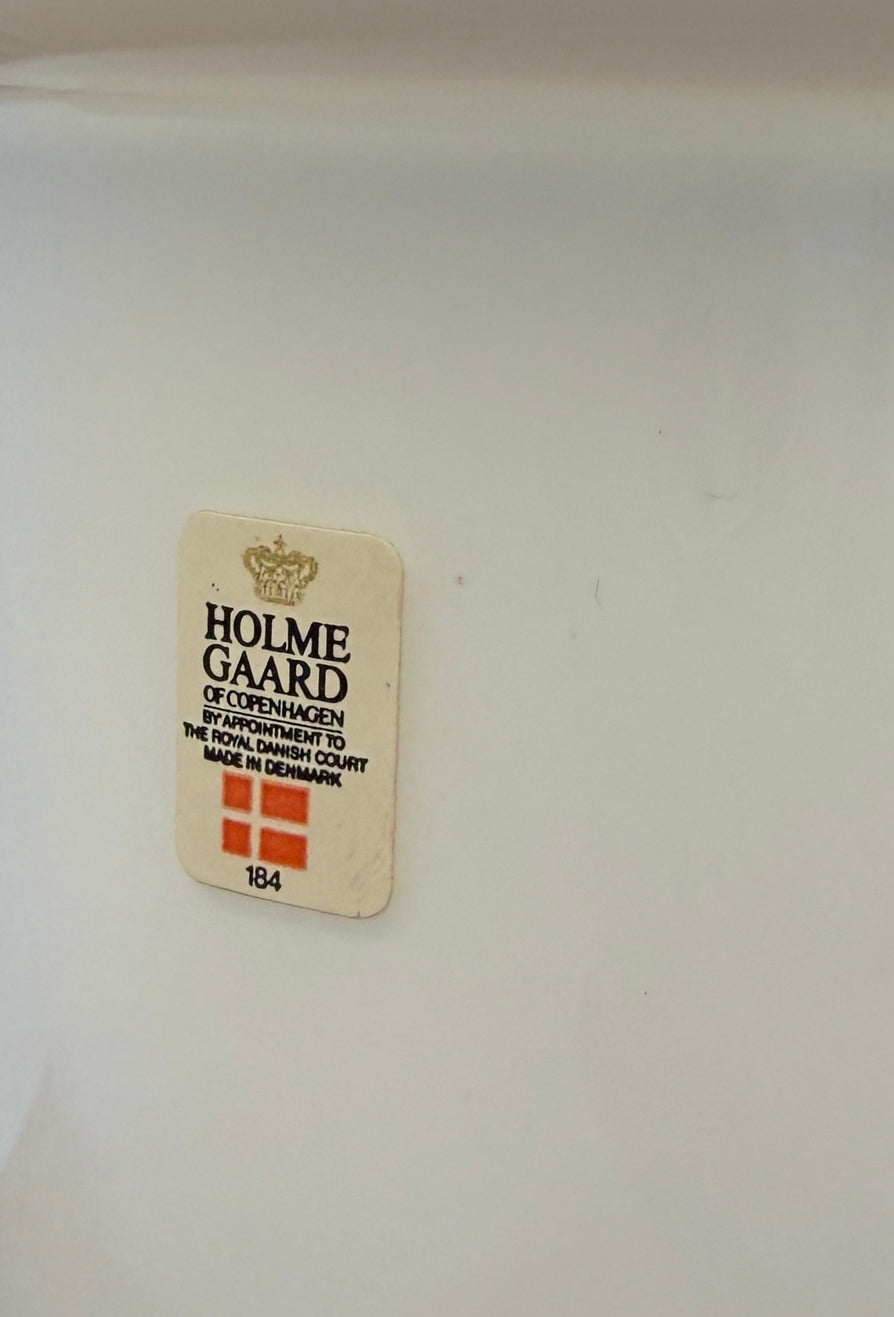 HOLME
GAARD
OF COPENHAGEN
BY APPOINTMENT TO
THE ROYAL DANISH COURT
MADE IN DENMARK
184